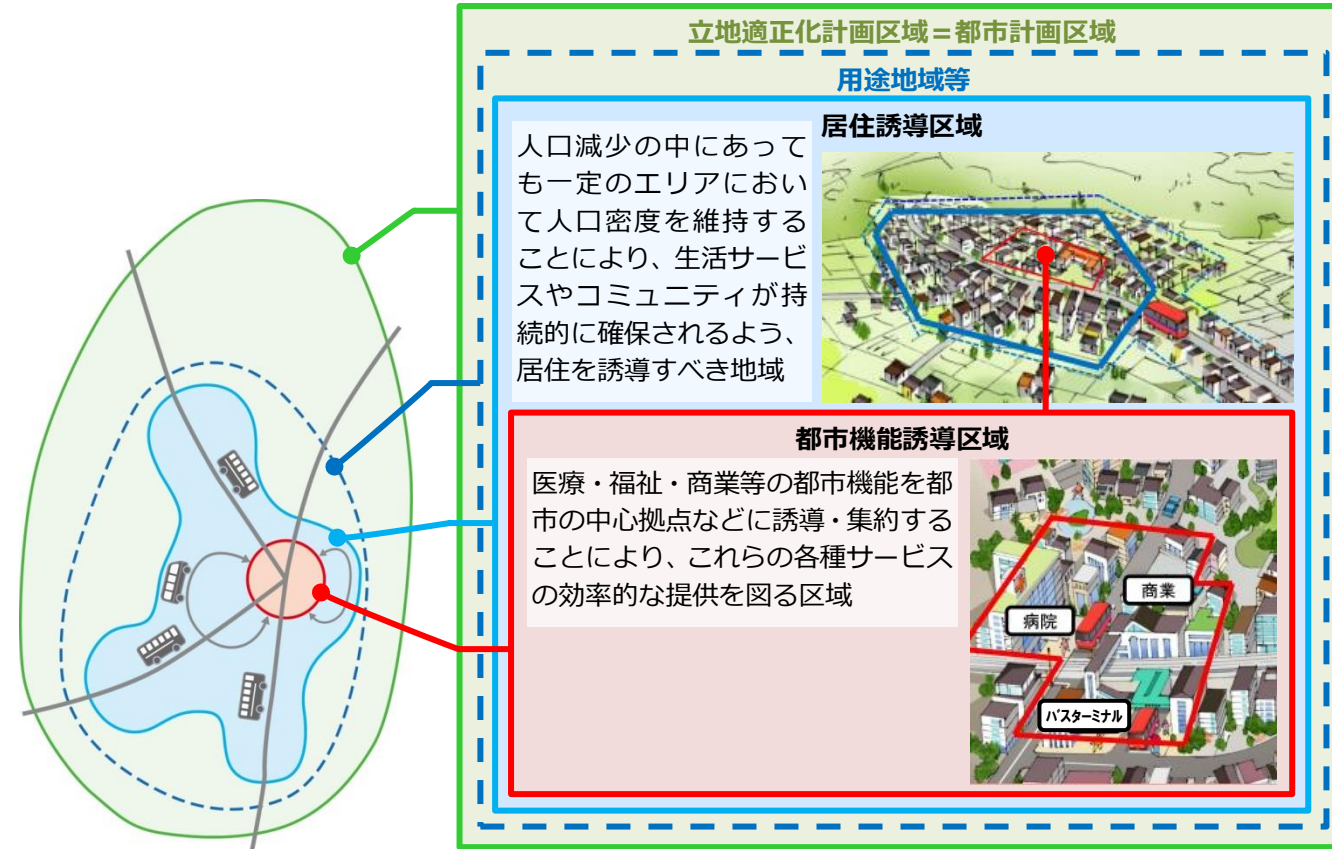 立地適正化計画区域＝都市計画区域
用途地域等
居住誘導区域
人口減少の中にあって
も一定のエリアにおい
て人口密度を維持する
ことにより、生活サービ
スやコミュニティが持
続的に確保されるよう、
居住を誘導すべき地域
都市機能誘導区域
医療・福祉・商業等の都市機能を都
市の中心拠点などに誘導・集約する
ことにより、これらの各種サービス
の効率的な提供を図る区域
商業
病院
バスターミナル